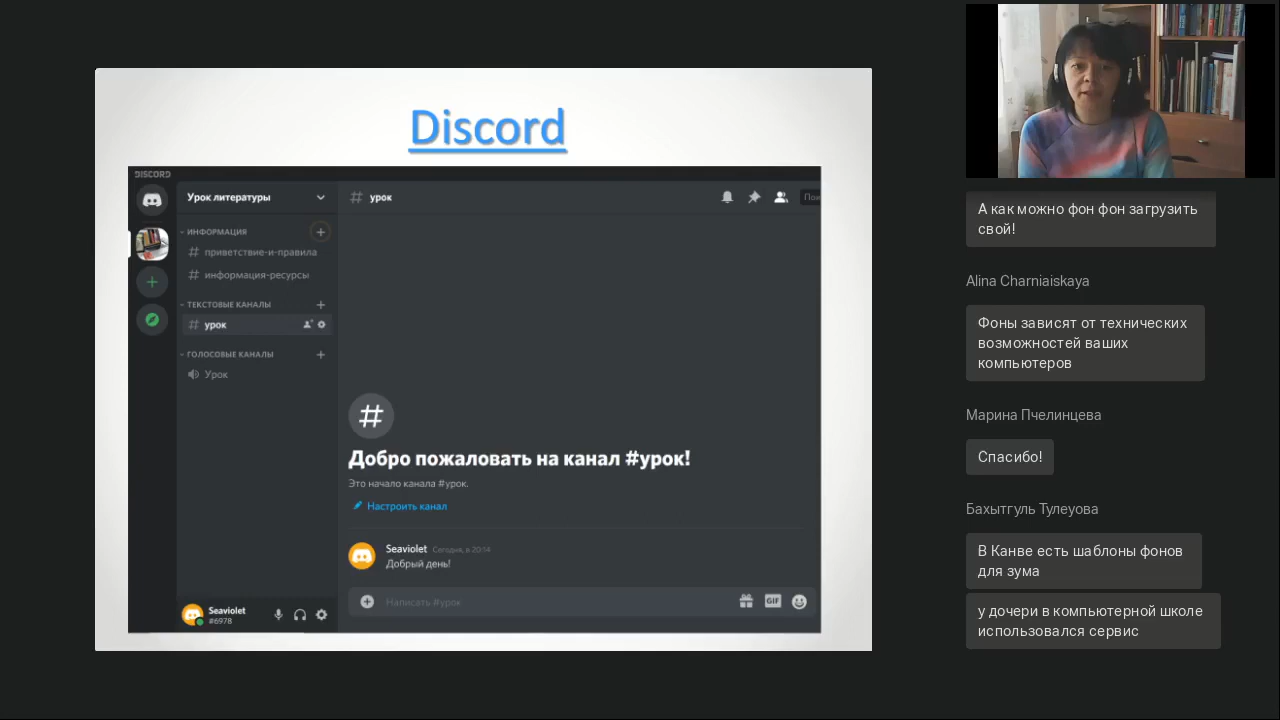 Discord
DISCORD
Урок литературы
# урок
Пои
ИНФОРМАЦИЯ
# приветствие-и-правила
# информация-ресурсы
ТЕКСТОВЫЕ КАНАЛЫ
# урок
ГОЛОСОВЫЕ КАНАЛЫ
Урок
#
Добро пожаловать на канал #урок!
Это начало канала #урок.
Настроить канал
Seaviolet Сегодня, в 20:14
Добрый день!
Написать #урок
GIF
Seaviolet
#6978
А как можно фон фон загрузить
свой!
Alina Charniaiskaya
Фоны зависят от технических
возможностей ваших
компьютеров
Марина Пчелинцева
Спасибо!
Бахытгуль Тулеуова
В Канве есть шаблоны фонов
для зума
у дочери в компьютерной школе
использовался сервис